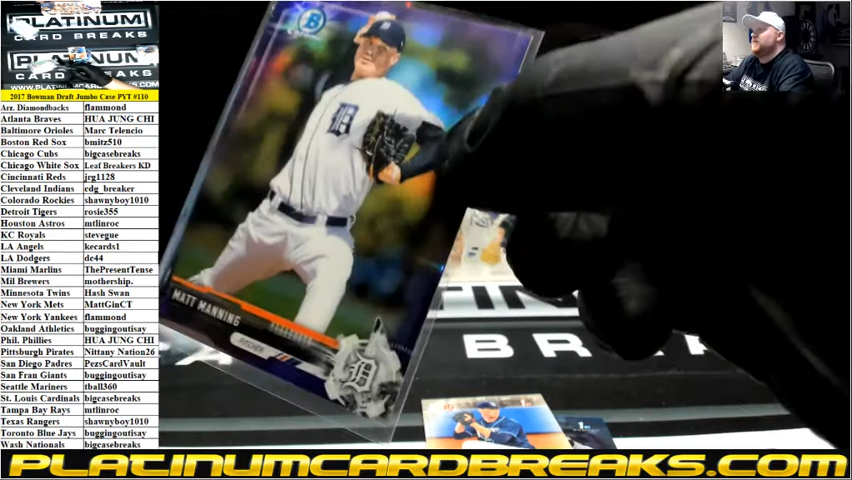 PLATINUM
CARD BREAKS
PLATINUM
CARD BREAKS
2017 Bowman Draft Jumbo Case PYT #110
Arz. Diamondbacks flammond
Atlanta Braves HUA JUNG CHI
Baltimore Orioles Marc Telencio
Boston Red Sox bmitz510
Chicago Cubs bigcasebreaks
Chicago White Sox Leaf Breakers KD
Cincinnati Reds jrg1128
Cleveland Indians cdg_breaker
Colorado Rockies shawnyboy1010
Detroit Tigers rosie355
Houston Astros mtlinroc
KC Royals stevegue
LA Angels kecards1
LA Dodgers dc44
Miami Marlins ThePresentTense
Mil Brewers mothership.
Minnesota Twins Hash Swan
New York Mets MattGinCT
New York Yankees flammond
Oakland Athletics buggingoutisay
Phil. Phillies HUA JUNG CHI
Pittsburgh Pirates Nittany Nation26
San Diego Padres PezsCardVault
San Fran Giants buggingoutisay
Seattle Mariners tball360
St. Louis Cardinals bigcasebreaks
Tampa Bay Rays mtlinroc
Texas Rangers shawnyboy1010
Toronto Blue Jays buggingoutisay
Wash Nationals bigcasebreaks
B
D
MATT MANNING
PITCHER
D
BR
1st
PLATINUMCARDBREAKS.COM